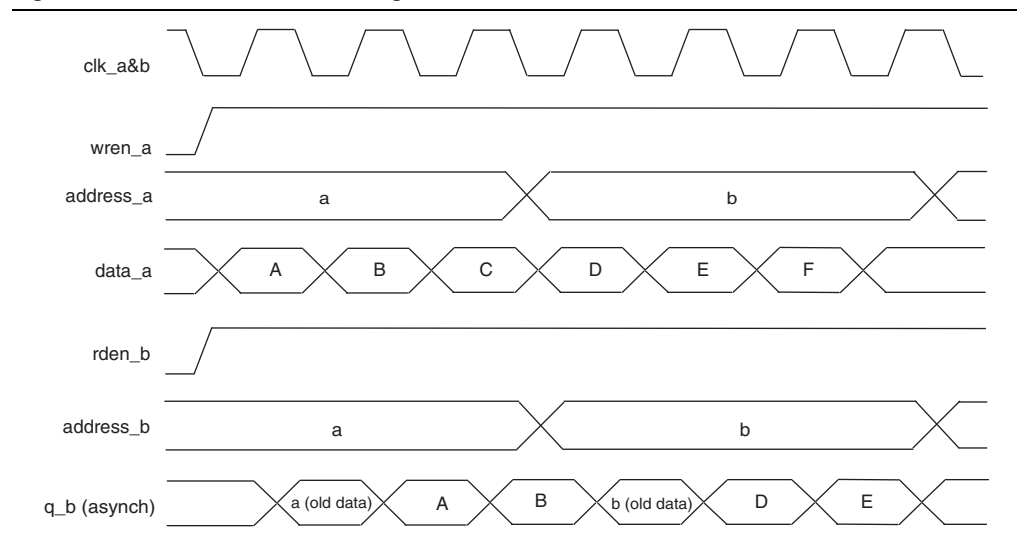 clk_a&b
wren_a
address_a a b
data_a A B C D E F
rden_b
address_b a b
q_b (asynch) a (old data) A B b (old data) D E